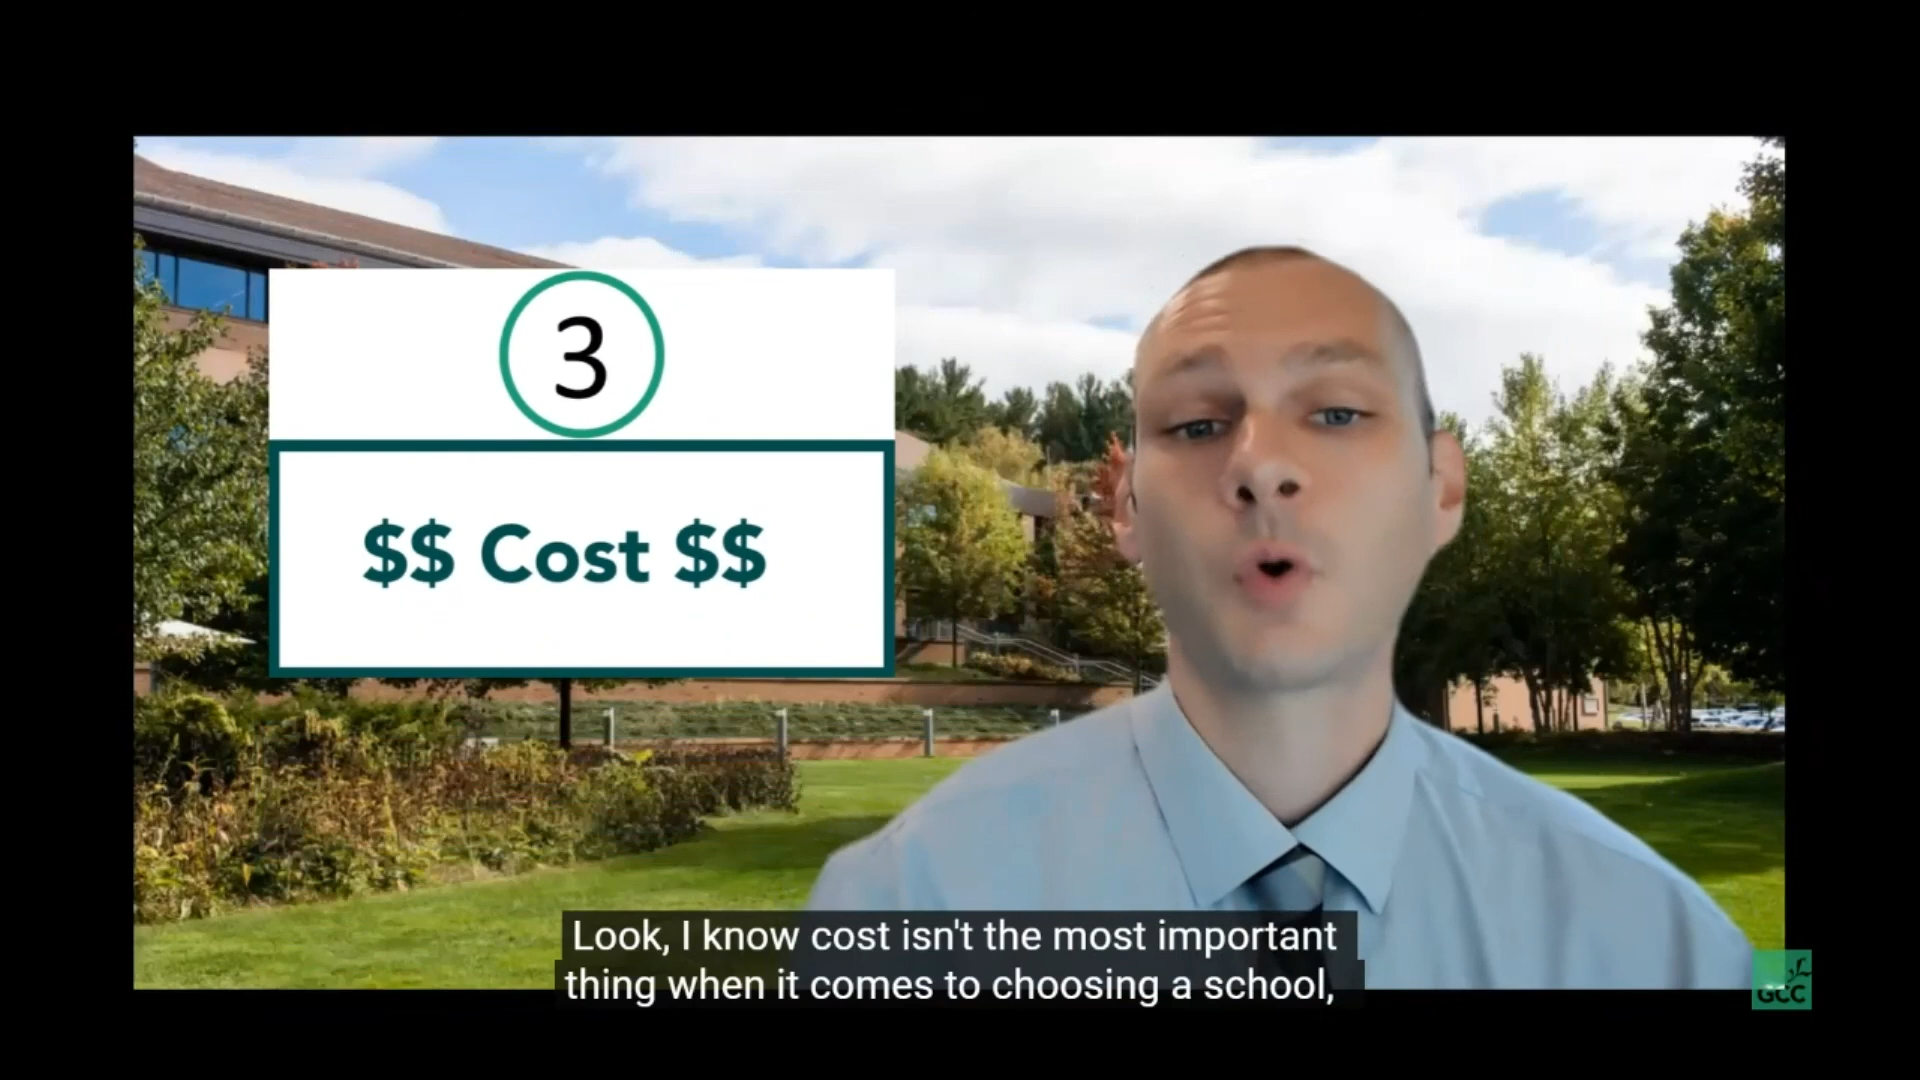 3
$$ Cost $$
Look, I know cost isn't the most important
thing when it comes to choosing a school,
GCC